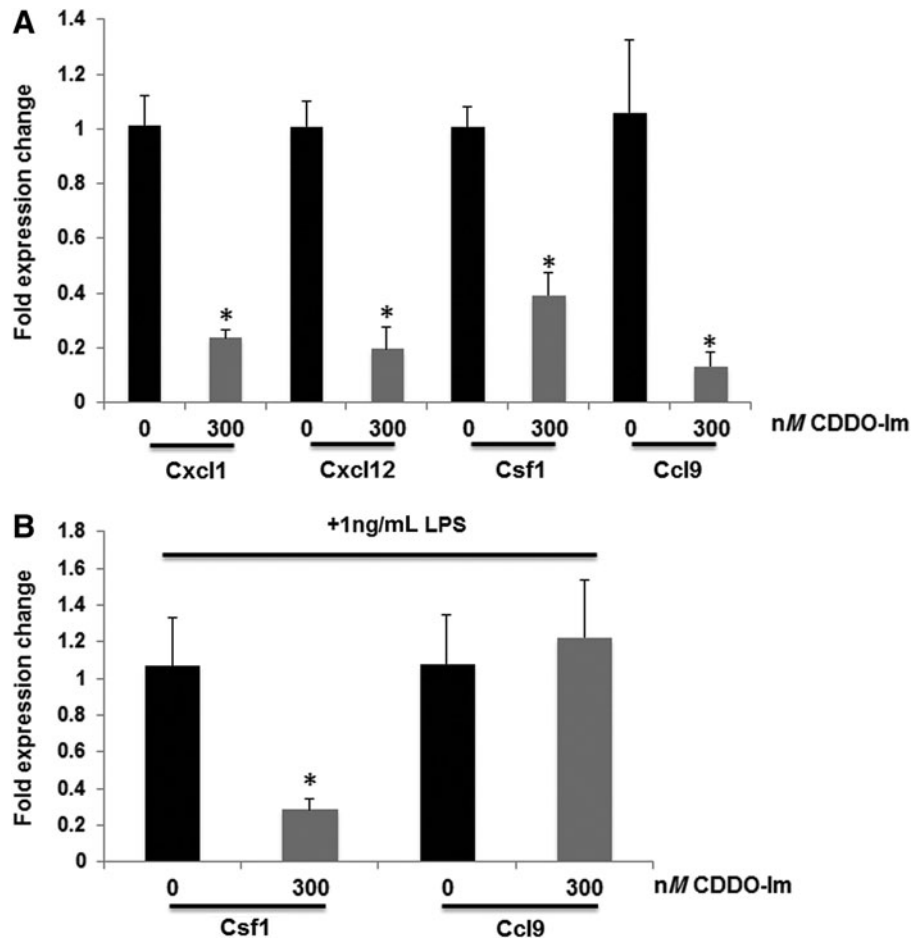 A
Fold expression change
1.4
1.2
1
0.8
0.6
0.4
0.2
0
*
*
*
*
0 300 0 300 0 300 0 300 nM CDDO-Im
Cxcl1 Cxcl12 Csf1 Ccl9
B
+1ng/mL LPS
Fold expression change
1.8
1.6
1.4
1.2
1
0.8
0.6
0.4
0.2
0
*
0 300 0 300 nM CDDO-Im
Csf1 Ccl9